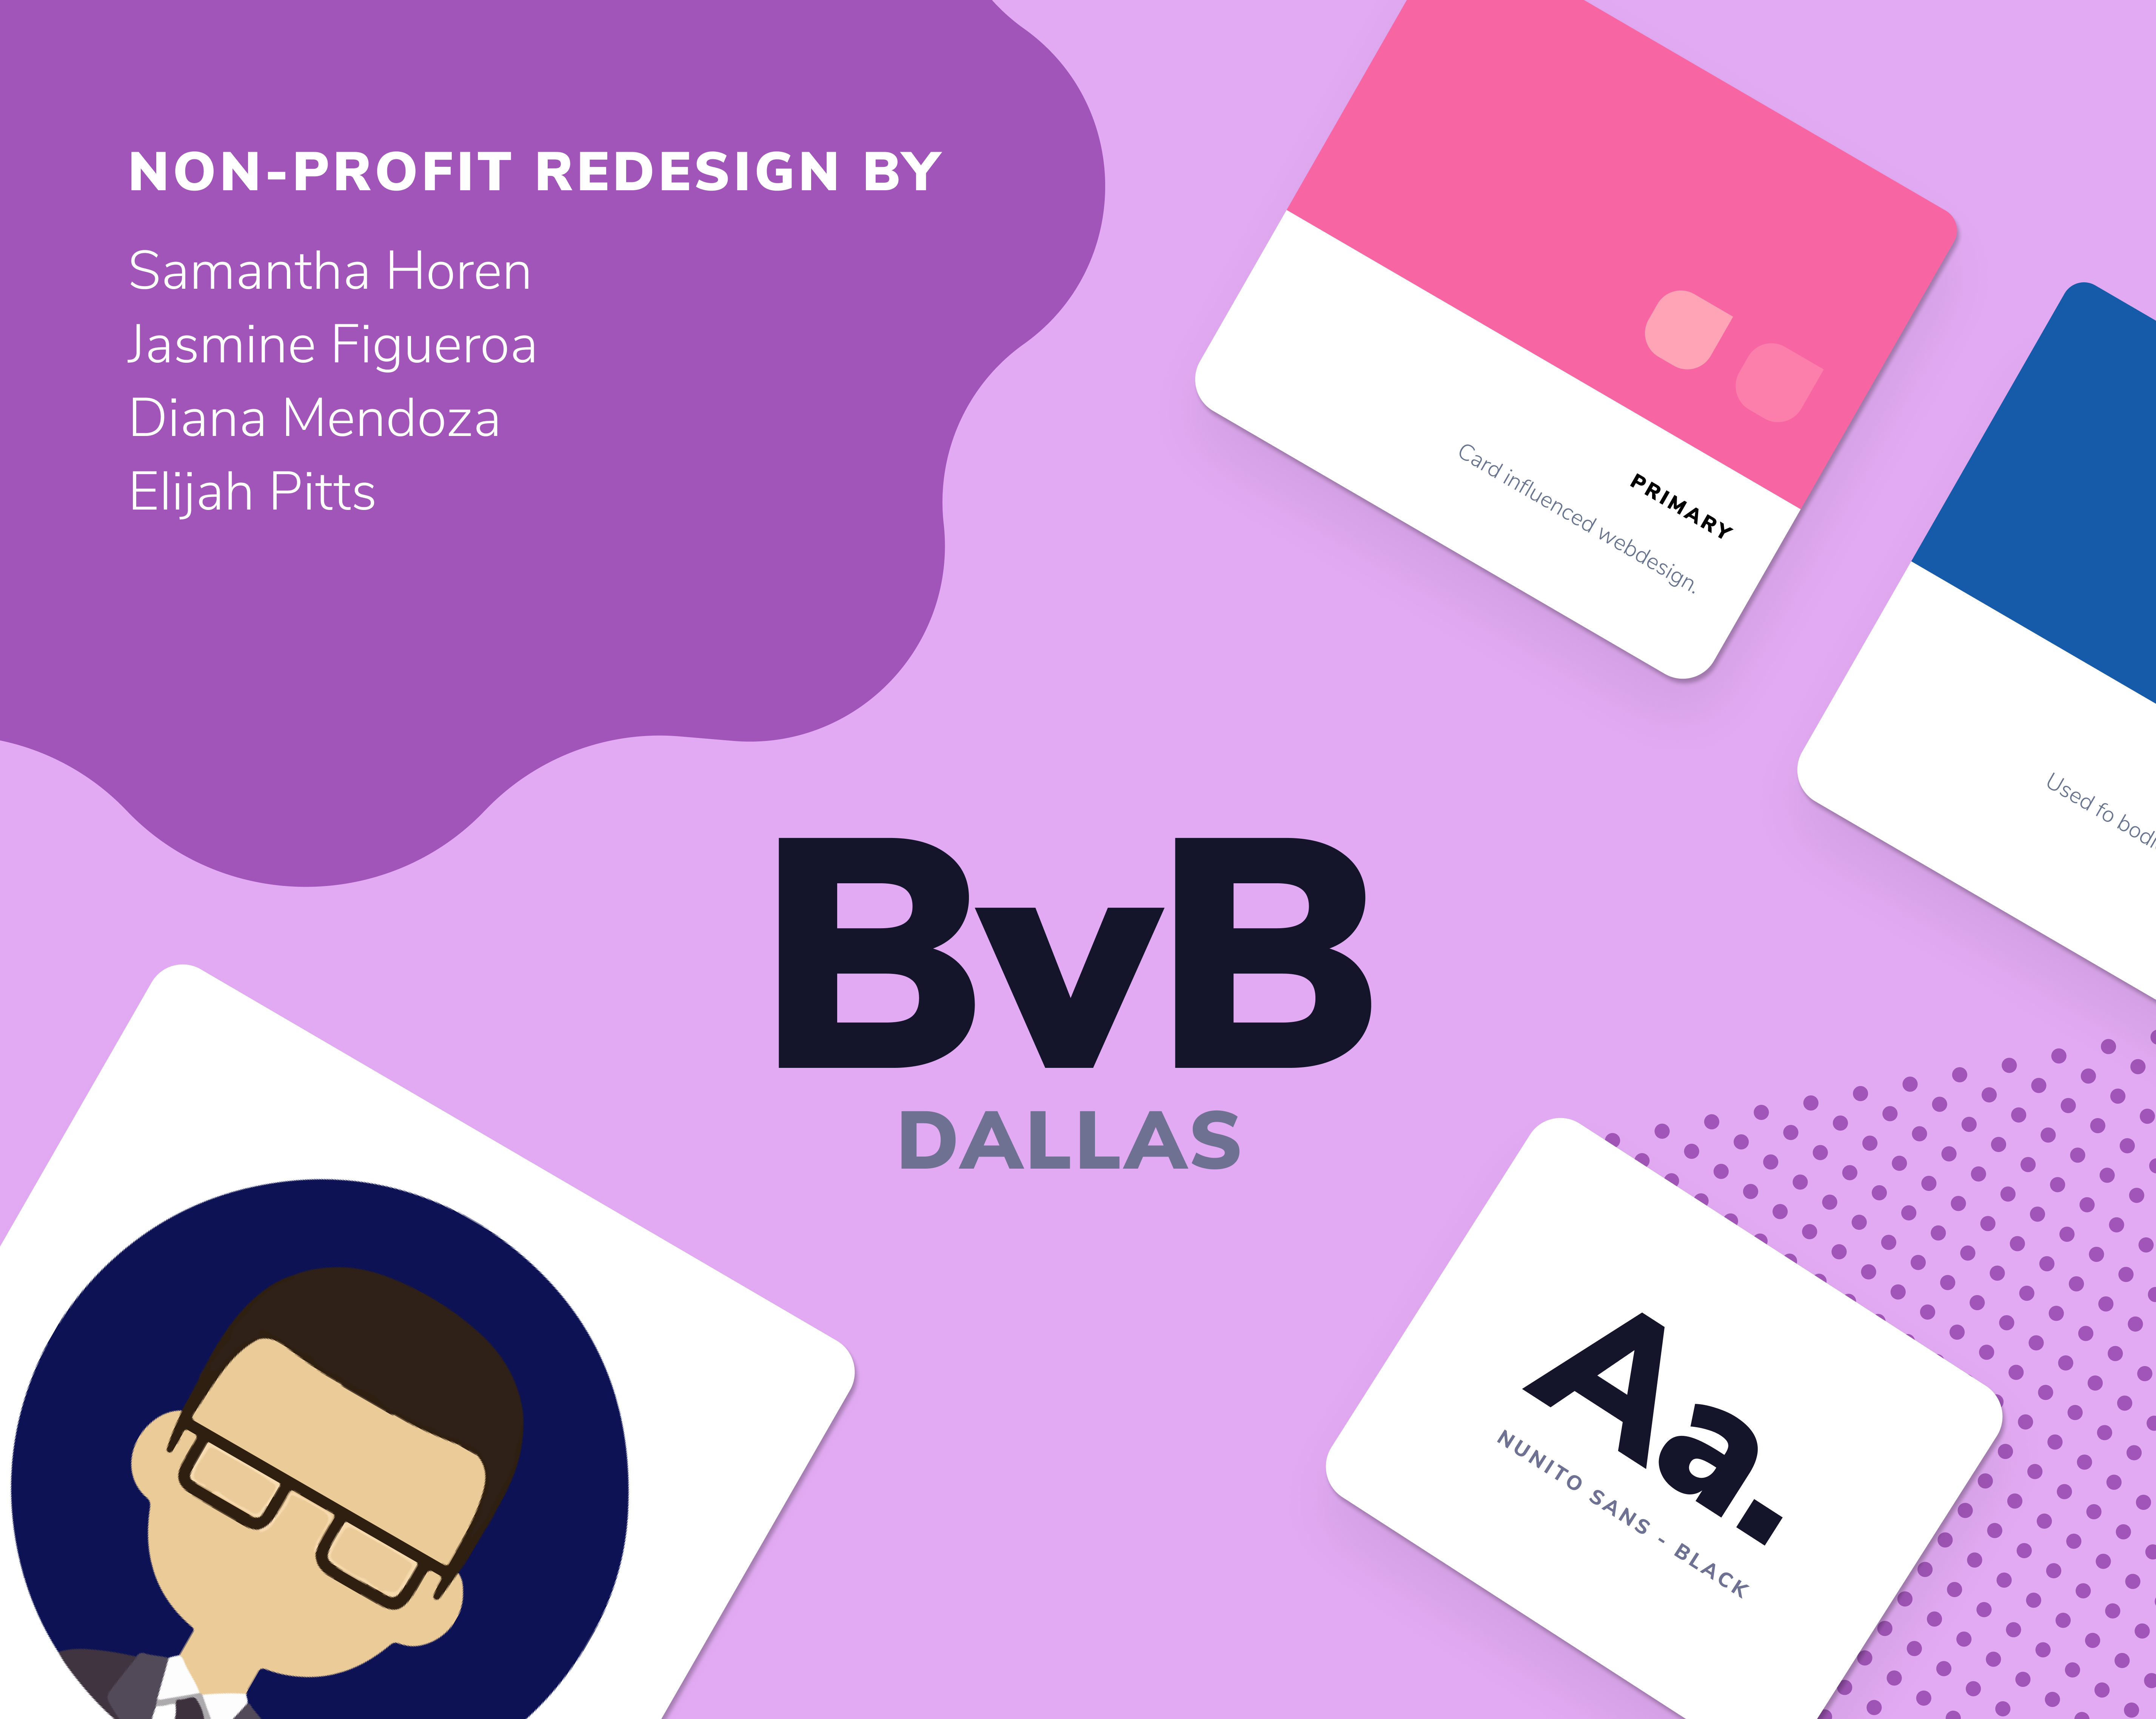 NON-PROFIT REDESIGN BY
Samantha Horen
Jasmine Figueroa
Diana Mendoza
Elijah Pitts
PRIMARY
Card influenced webdesign.
Used fo
BvB
DALLAS
Aa.
NUNITO SANS - BLACK